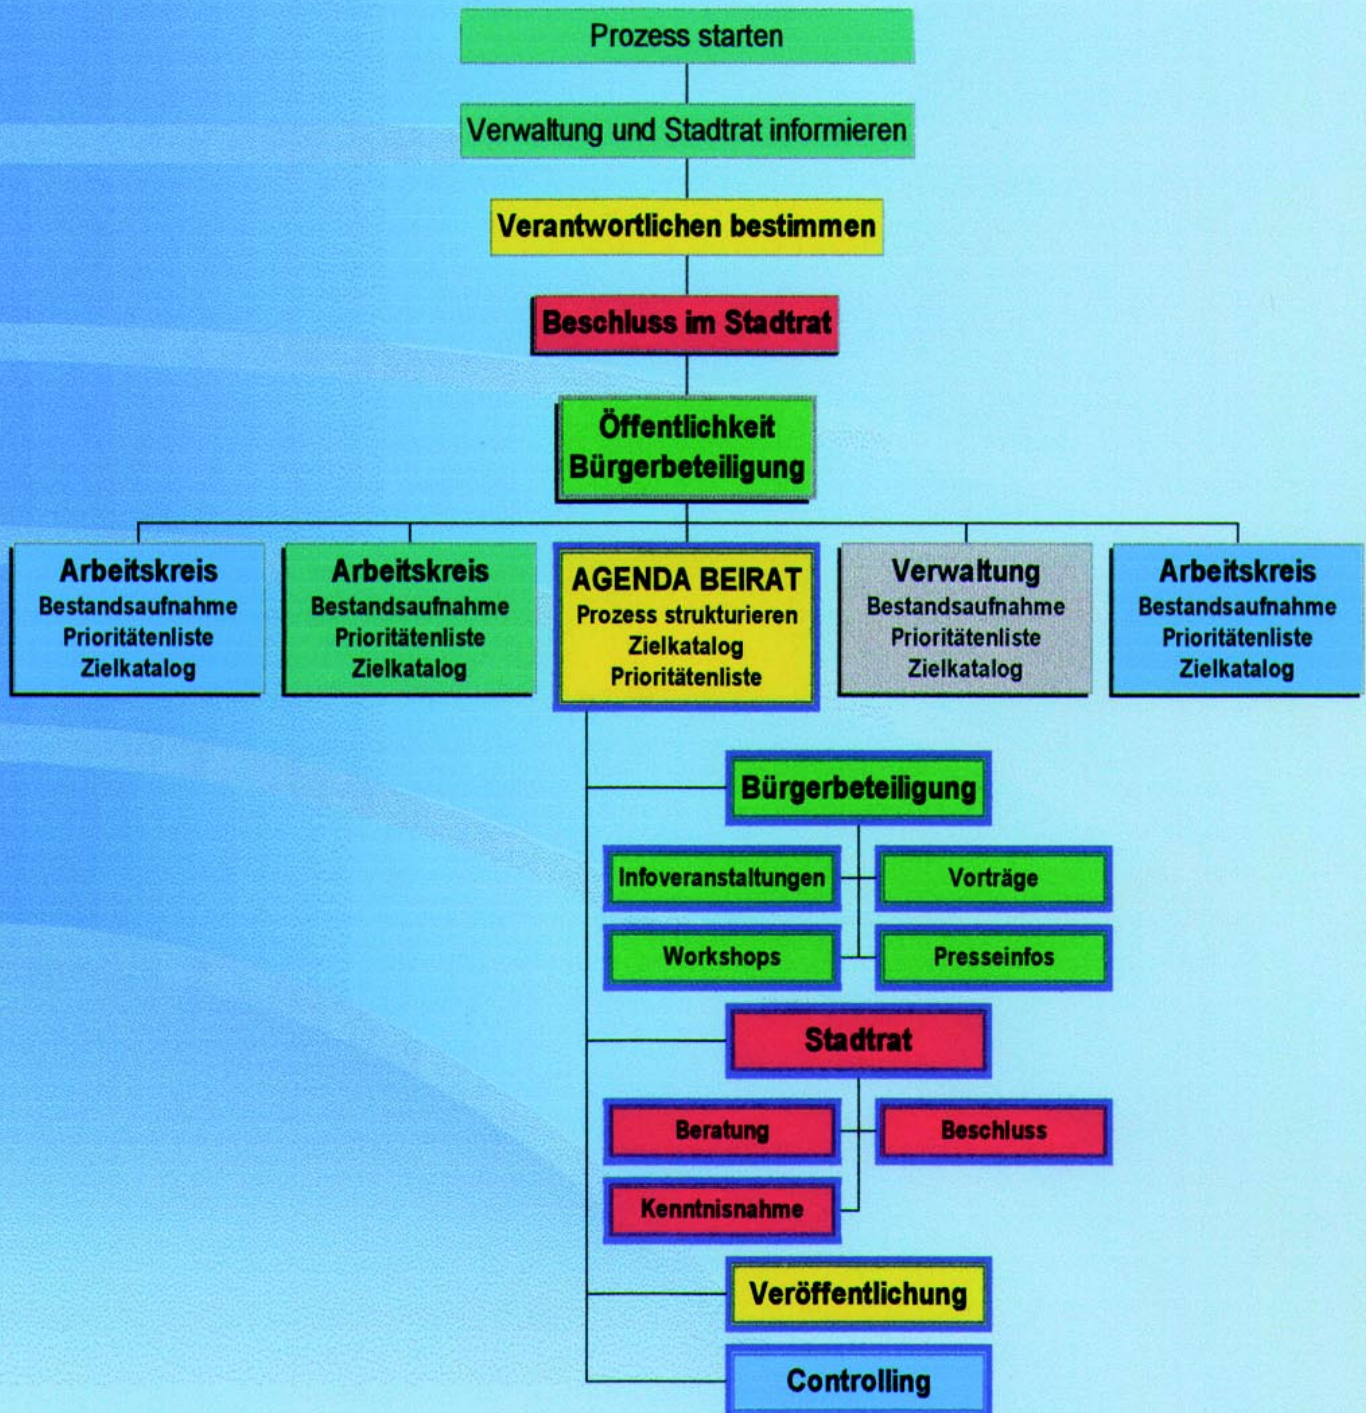 Prozess starten
Verwaltung und Stadtrat informieren
Verantwortlichen bestimmen
Beschluss im Stadtrat
Öffentlichkeit
Bürgerbeteiligung
Arbeitskreis
Bestandsaufnahme
Prioritätenliste
Zielkatalog
Arbeitskreis
Bestandsaufnahme
Prioritätenliste
Zielkatalog
AGENDA BEIRAT
Prozess strukturieren
Zielkatalog
Prioritätenliste
Verwaltung
Bestandsaufnahme
Prioritätenliste
Zielkatalog
Arbeitskreis
Bestandsaufnahme
Prioritätenliste
Zielkatalog
Bürgerbeteiligung
Infoveranstaltungen
Vorträge
Workshops
Presseinfos
Stadtrat
Beratung
Beschluss
Kenntnisnahme
Veröffentlichung
Controlling